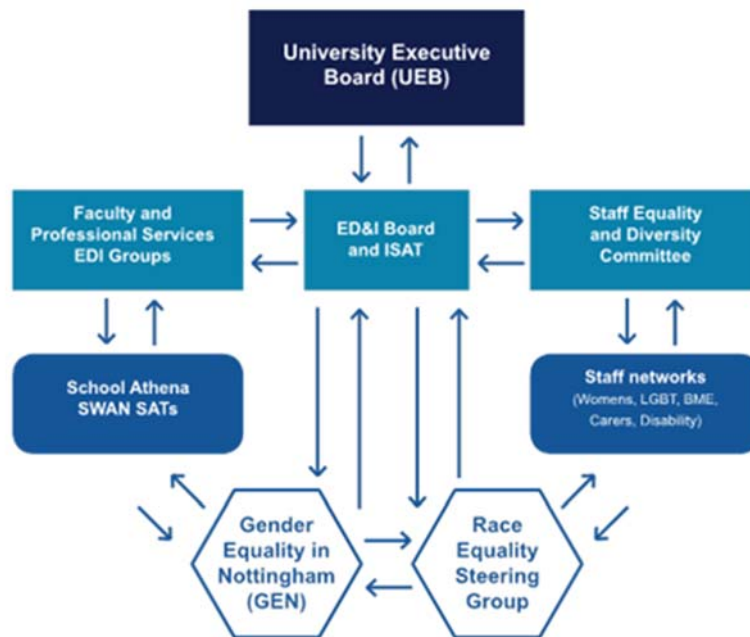 University Executive
Board (UEB)
Faculty and
Professional Services
EDI Groups
ED&I Board
and ISAT
Staff Equality
and Diversity
Committee
School Athena
SWAN SATs
Staff networks
(Womens, LGBT, BME,
Carers, Disability)
Gender
Equality in
Nottingham
(GEN)
Race
Equality
Steering
Group